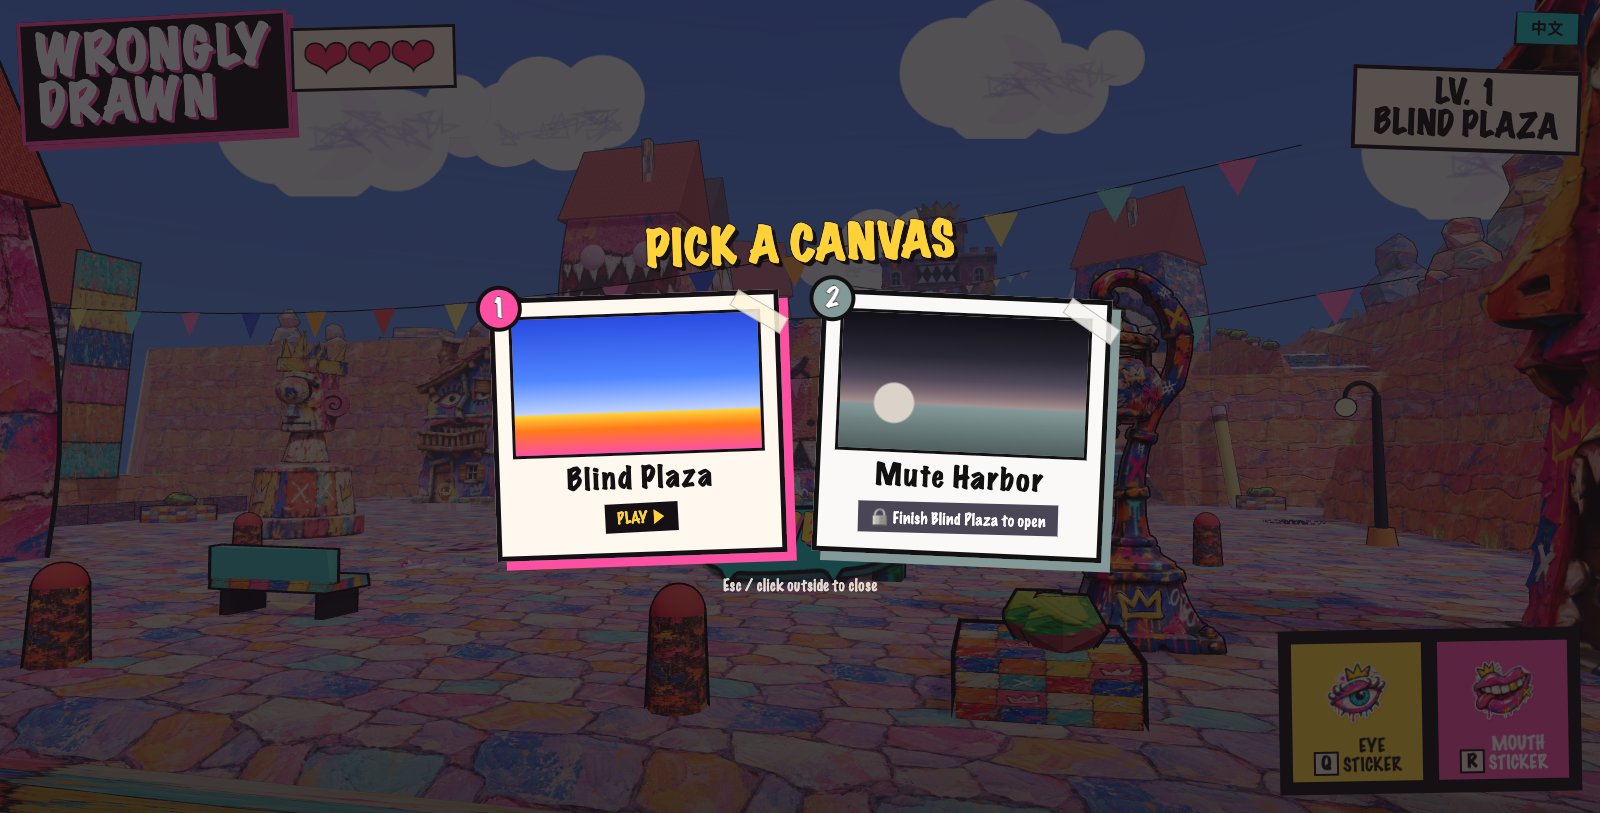 WRONGLY
DRAWN
中文
LV. 1
BLIND PLAZA
PICK A CANVAS
1
Blind Plaza
PLAY
2
Mute Harbor
Finish Blind Plaza to open
Esc / click outside to close
Q EYE
STICKER
R MOUTH
STICKER